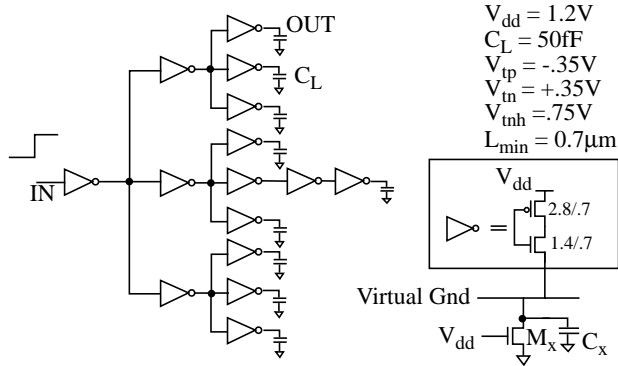 OUT
C_L
IN
V_dd = 1.2V
C_L = 50fF
V_tp = -.35V
V_tn = +.35V
V_tnh = .75V
L_min = 0.7µm
V_dd
2.8/.7
=
1.4/.7
Virtual Gnd
V_dd
M_x
C_x